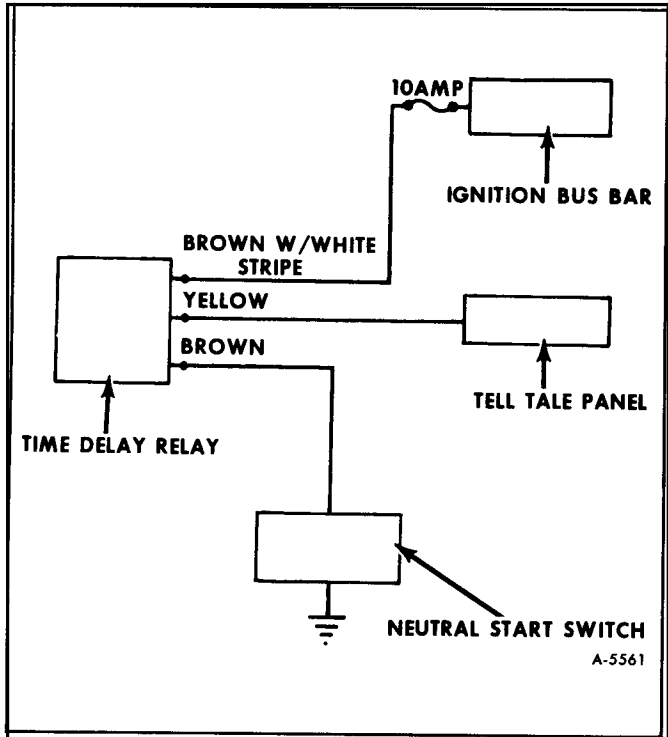 10AMP
IGNITION BUS BAR
BROWN W/WHITE
STRIPE
YELLOW
BROWN
TELL TALE PANEL
TIME DELAY RELAY
NEUTRAL START SWITCH
A-5561